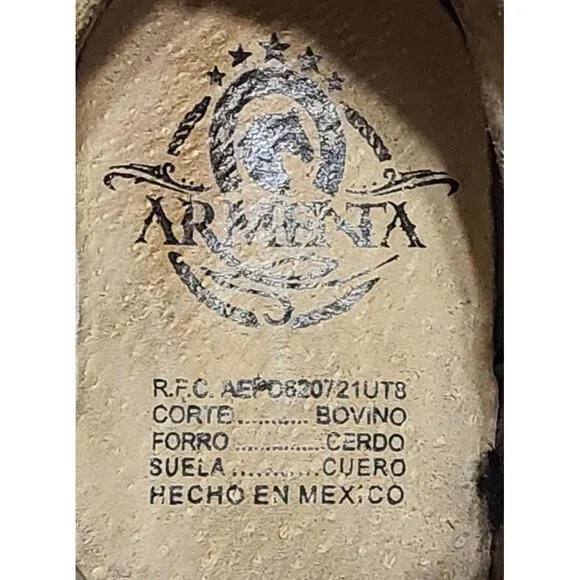 ARMENTA
R.F.C. AEPD820721UT8
CORTE.......... BOVINO
FORRO.............CERDO
SUELA.............CUERO
HECHO EN MEXICO